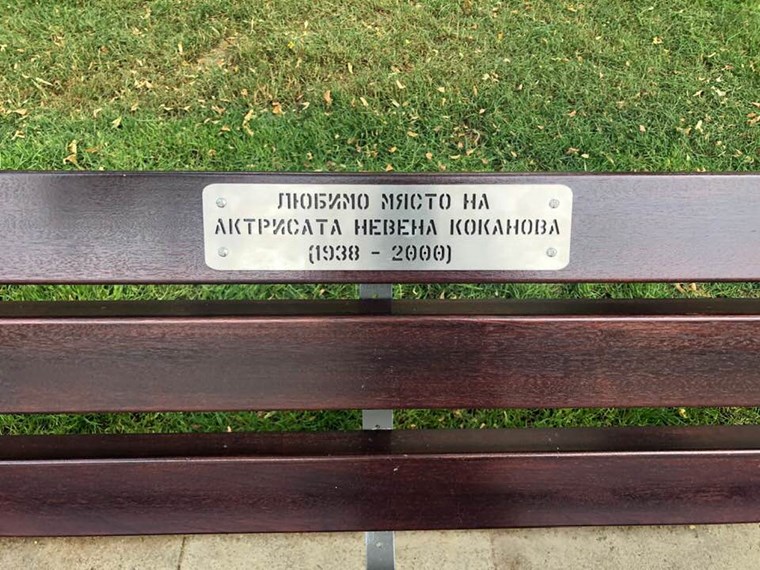 ЛЮБИМО МЯСТО НА
АКТРИСАТА НЕВЕНА КОКАНОВА
(1938 - 2000)